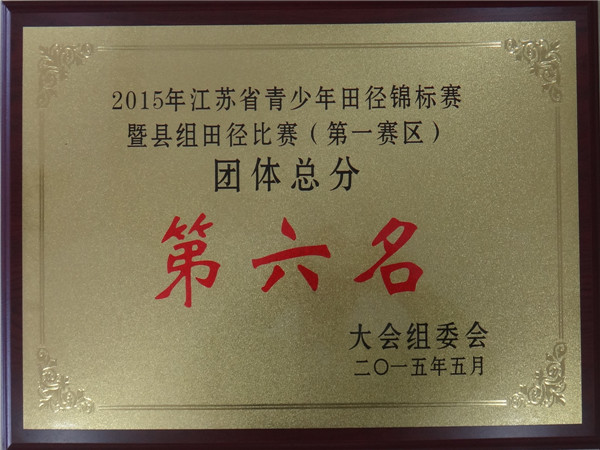 2015年江苏省青少年田径锦标赛
暨县组田径比赛（第一赛区）
团体总分
第六名
大会组委会
二〇一五年五月